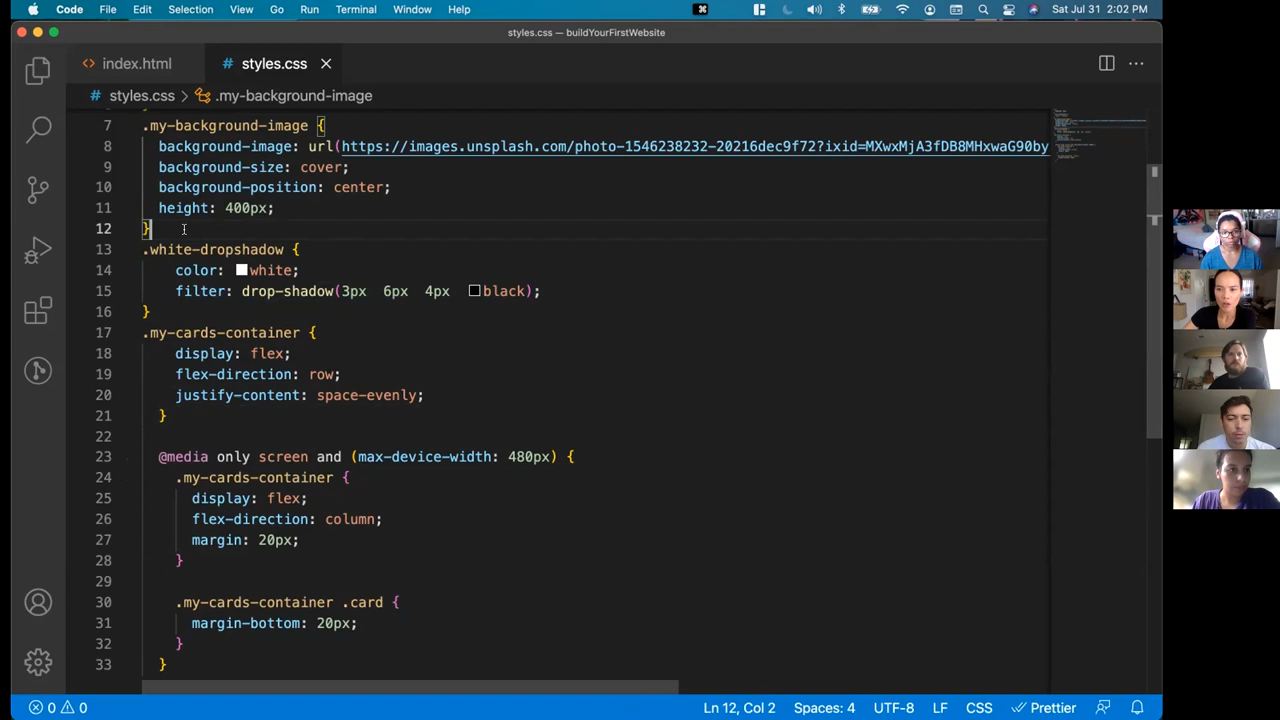 Code File Edit Selection View Go Run Terminal Window Help Sat Jul 31 2:02 PM
styles.css — buildYourFirstWebsite
<> index.html # styles.css ×
# styles.css > .my-background-image
7 .my-background-image {
8 background-image: url(https://images.unsplash.com/photo-1546238232-20216dec9f72?ixid=MXwxMjA3fDB8MHxwaG90by
9 background-size: cover;
10 background-position: center;
11 height: 400px;
12 }
13 .white-dropshadow {
14 color: white;
15 filter: drop-shadow(3px 6px 4px black);
16 }
17 .my-cards-container {
18 display: flex;
19 flex-direction: row;
20 justify-content: space-evenly;
21 }
22
23 @media only screen and (max-device-width: 480px) {
24 .my-cards-container {
25 display: flex;
26 flex-direction: column;
27 margin: 20px;
28 }
29
30 .my-cards-container .card {
31 margin-bottom: 20px;
32 }
33 }
0 0 Ln 12, Col 2 Spaces: 4 UTF-8 LF CSS Prettier